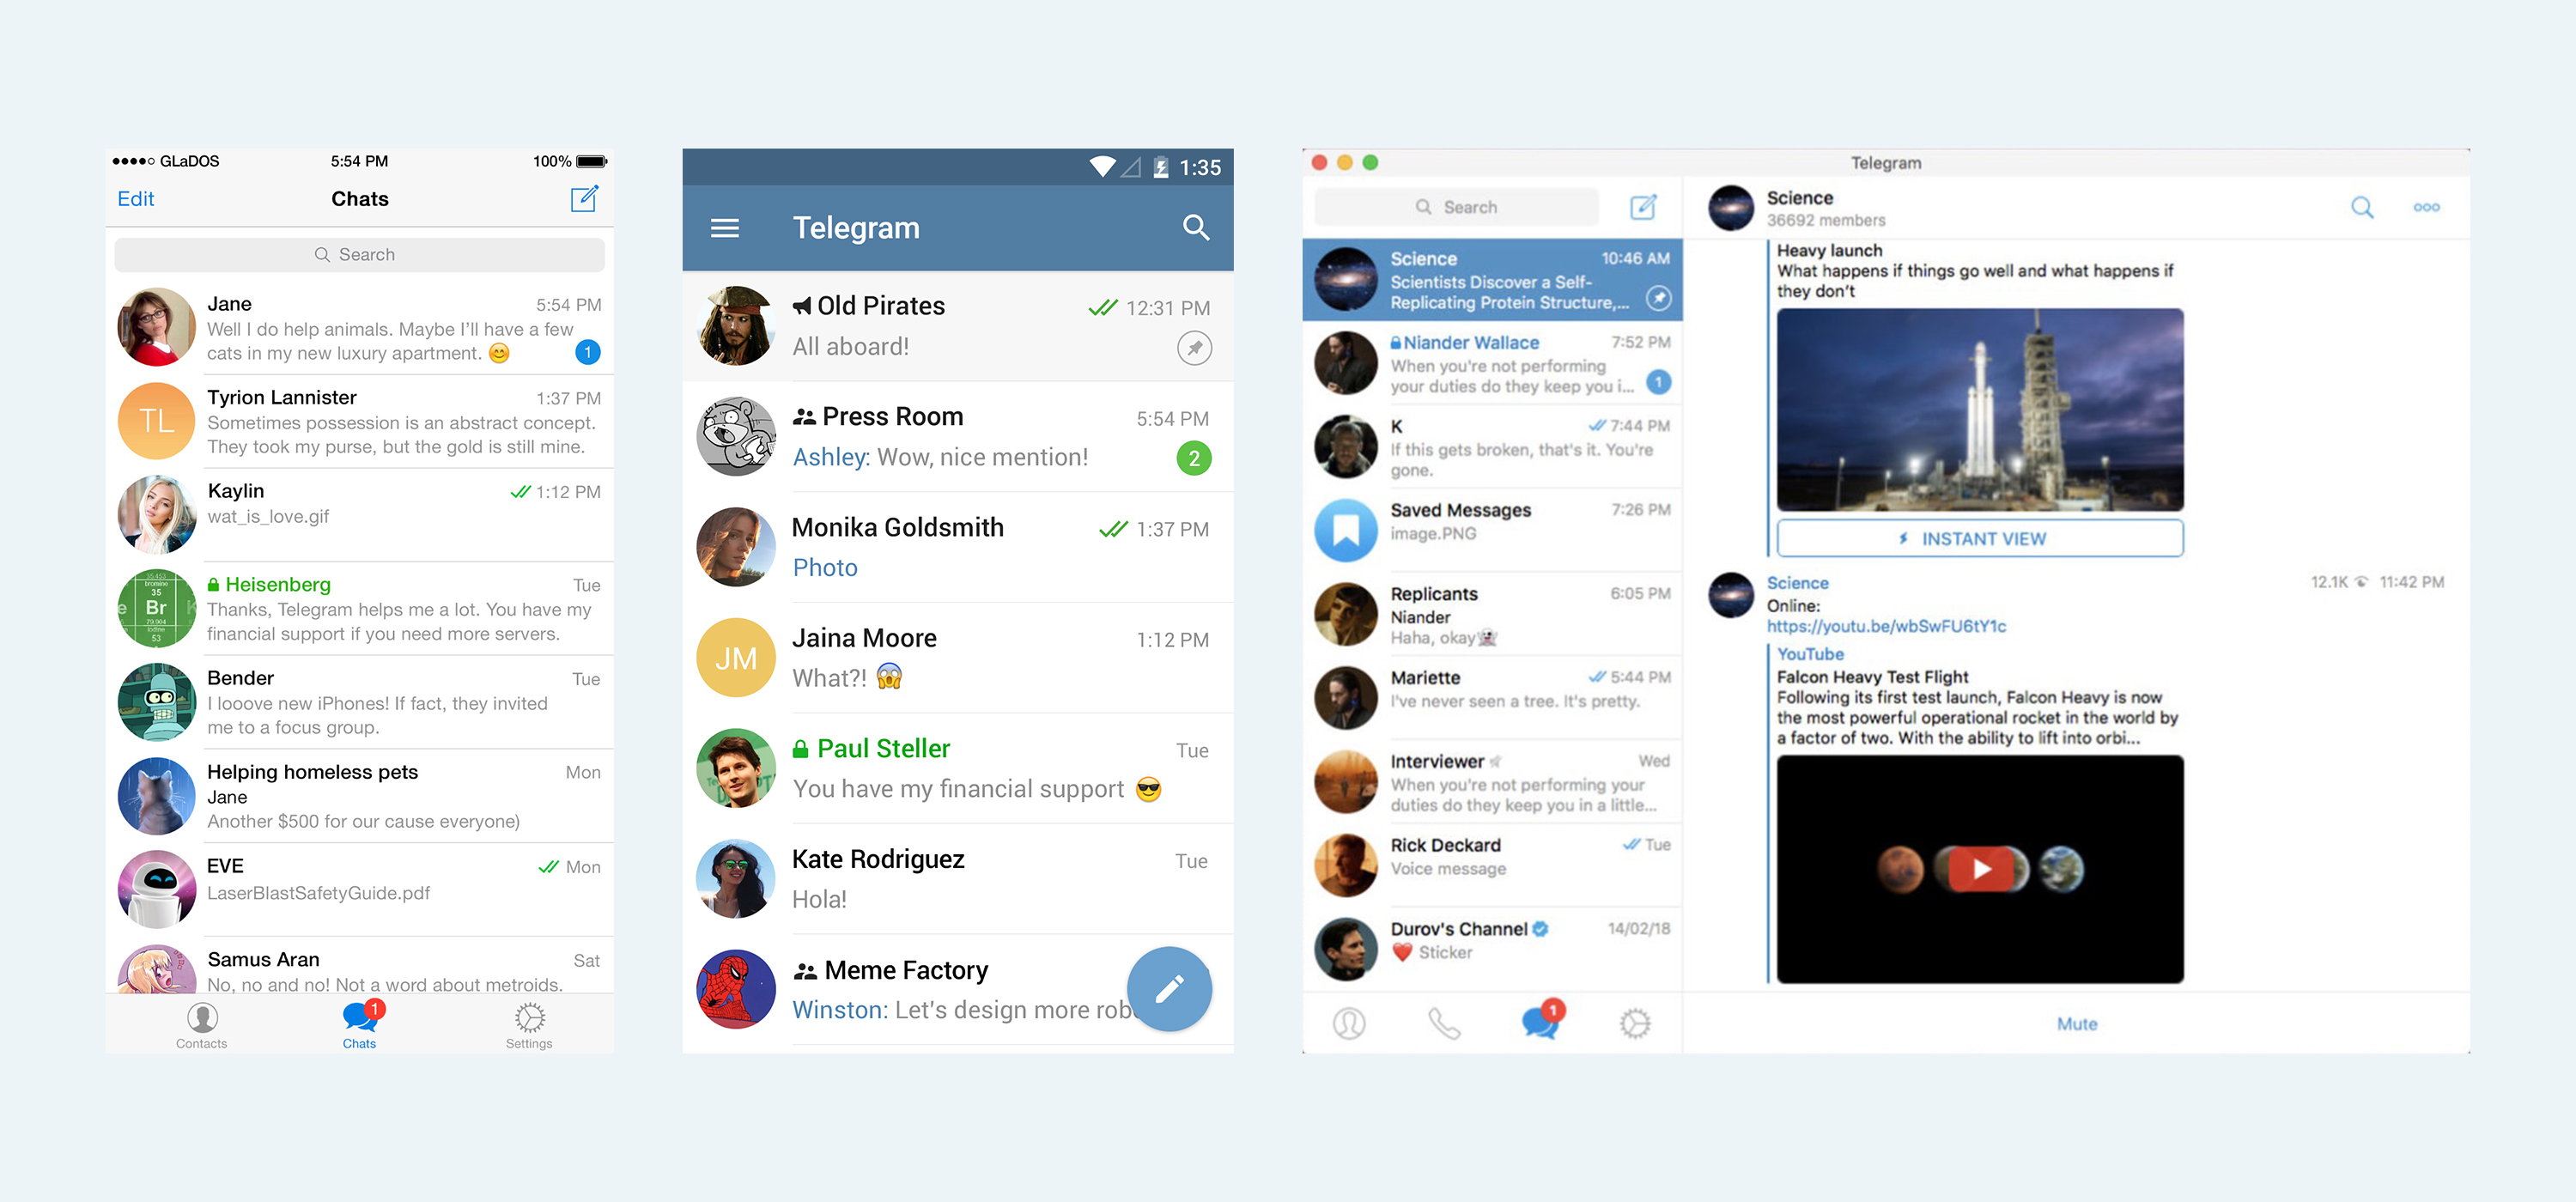 GLaDOS 5:54 PM 100%
Edit Chats
Search
Jane 5:54 PM
Well I do help animals. Maybe I'll have a few
cats in my new luxury apartment. 😊 1
TL
Tyrion Lannister 1:37 PM
Sometimes possession is an abstract concept.
They took my purse, but the gold is still mine.
Kaylin 1:12 PM
wat_is_love.gif
35.453
bromine
35
e Br K
79.904
iodine
53
Heisenberg Tue
Thanks, Telegram helps me a lot. You have my
financial support if you need more servers.
Bender Tue
I looove new iPhones! If fact, they invited
me to a focus group.
Helping homeless pets Mon
Jane
Another $500 for our cause everyone)
EVE Mon
LaserBlastSafetyGuide.pdf
Samus Aran Sat
No, no and no! Not a word about metroids.
1
Contacts Chats Settings
1:35
Telegram
Old Pirates 12:31 PM
All aboard!
Press Room 5:54 PM
Ashley: Wow, nice mention! 2
Monika Goldsmith 1:37 PM
Photo
JM
Jaina Moore 1:12 PM
What?! 😱
Paul Steller Tue
You have my financial support 😎
Kate Rodriguez Tue
Hola!
Meme Factory
Winston: Let's design more rob
Telegram
Search
Science 10:46 AM
Scientists Discover a Self-
Replicating Protein Structure,...
Niander Wallace 7:52 PM
When you're not performing
your duties do they keep you i... 1
K 7:44 PM
If this gets broken, that's it. You're
gone.
Saved Messages 7:26 PM
image.PNG
Replicants 6:05 PM
Niander
Haha, okay👻
Mariette 5:44 PM
I've never seen a tree. It's pretty.
Interviewer Wed
When you're not performing your
duties do they keep you in a little...
Rick Deckard Tue
Voice message
Durov's Channel 14/02/18
❤️ Sticker
1
Science
36692 members
Heavy launch
What happens if things go well and what happens if
they don't
INSTANT VIEW
Science 12.1K 11:42 PM
Online:
https://youtu.be/wbSwFU6tY1c
YouTube
Falcon Heavy Test Flight
Following its first test launch, Falcon Heavy is now
the most powerful operational rocket in the world by
a factor of two. With the ability to lift into orbi...
Mute